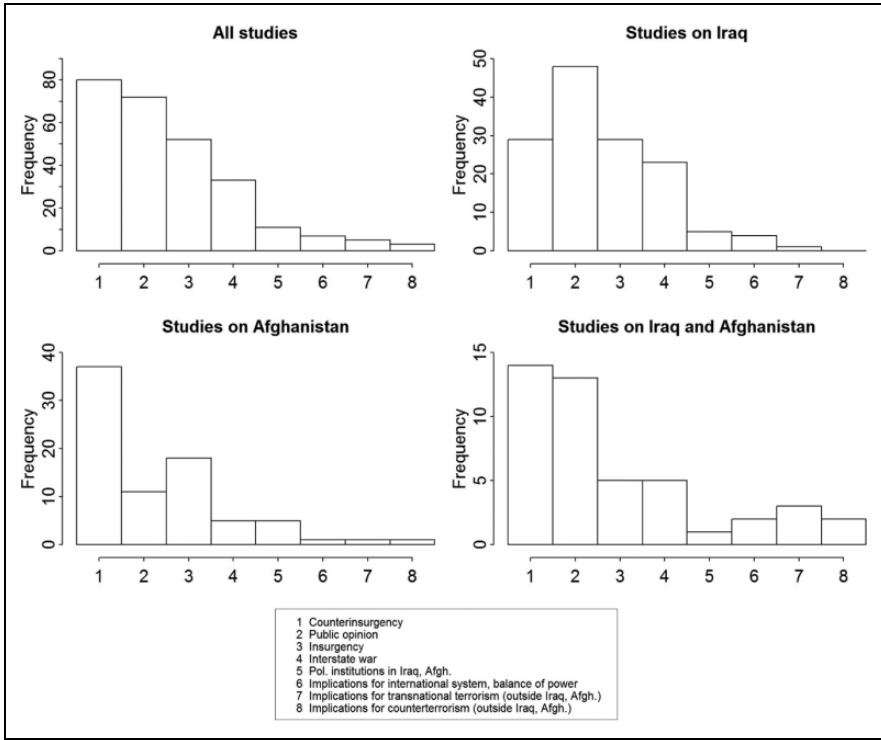 All studies
Frequency
0 20 40 60 80
1 2 3 4 5 6 7 8
Studies on Iraq
Frequency
0 10 20 30 40 50
1 2 3 4 5 6 7 8
Studies on Afghanistan
Frequency
0 10 20 30 40
1 2 3 4 5 6 7 8
Studies on Iraq and Afghanistan
Frequency
0 5 10 15
1 2 3 4 5 6 7 8
1 Counterinsurgency
2 Public opinion
3 Insurgency
4 Interstate war
5 Pol. institutions in Iraq, Afgh.
6 Implications for international system, balance of power
7 Implications for transnational terrorism (outside Iraq, Afgh.)
8 Implications for counterterrorism (outside Iraq, Afgh.)